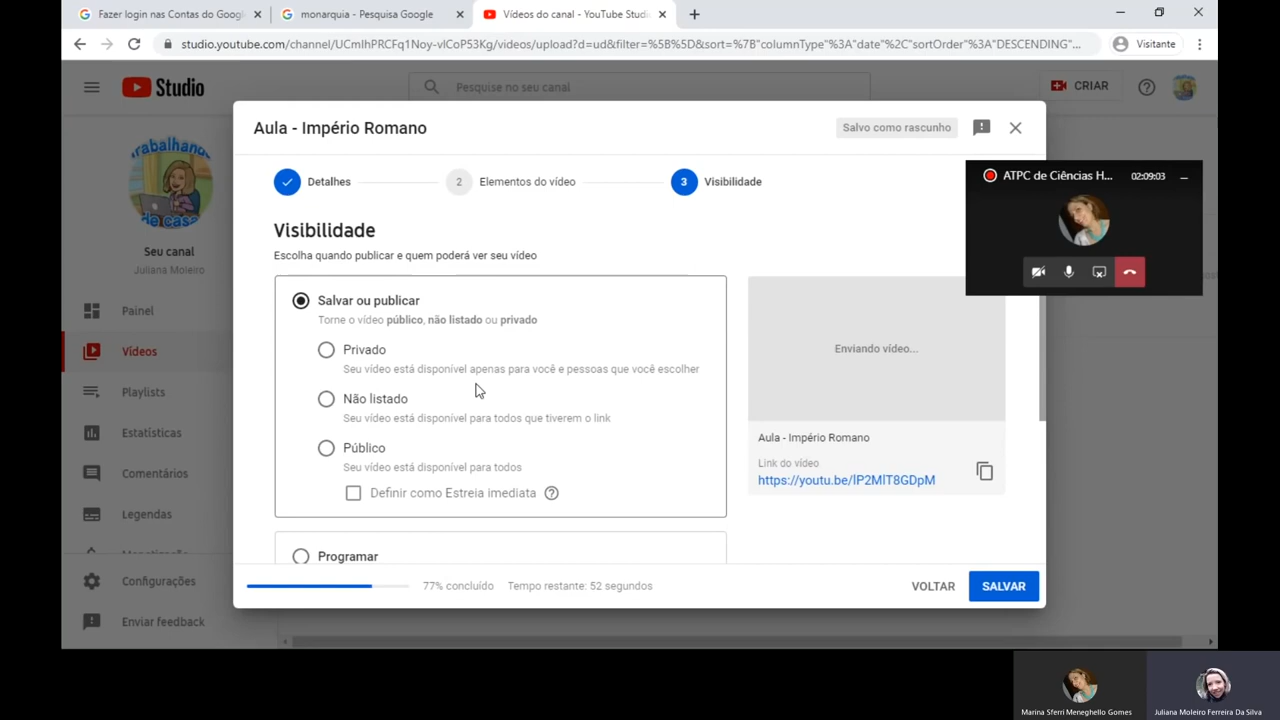 Fazer login nas Contas do Googl
monarquia - Pesquisa Google
Vídeos do canal - YouTube Studi
studio.youtube.com/channel/UCmIhPRCFq1Noy-vlCoP53Kg/videos/upload?d=ud&filter=%5B%5D&sort=%7B"columnType"%3A"date"%2C"sortOrder"%3A"DESCENDING"...
Visitante
Studio
Pesquise no seu canal
CRIAR
Trabalhando
de casa
Seu canal
Juliana Moleiro
Painel
Vídeos
Playlists
Estatísticas
Comentários
Legendas
Monetização
Configurações
Enviar feedback
Aula - Império Romano
Salvo como rascunho
Detalhes
2
Elementos do vídeo
3
Visibilidade
Visibilidade
Escolha quando publicar e quem poderá ver seu vídeo
Salvar ou publicar
Torne o vídeo público, não listado ou privado
Privado
Seu vídeo está disponível apenas para você e pessoas que você escolher
Não listado
Seu vídeo está disponível para todos que tiverem o link
Público
Seu vídeo está disponível para todos
Definir como Estreia imediata
Programar
Enviando vídeo...
Aula - Império Romano
Link do vídeo
https://youtu.be/lP2MlT8GDpM
77% concluído
Tempo restante: 52 segundos
VOLTAR
SALVAR
ATPC de Ciências H...
02:09:03
Marina Sferri Meneghello Gomes
Juliana Moleiro Ferreira Da Silva